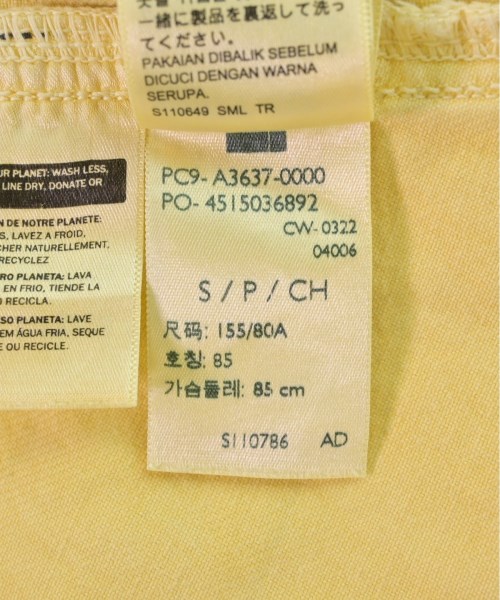 一緒に製品を裏返して洗っ
てください。
PAKAIAN DIBALIK SEBELUM
DICUCI DENGAN WARNA
SERUPA.
S110649 SML TR
UR PLANET: WASH LESS,
LINE DRY, DONATE OR
N DE NOTRE PLANETE:
S, LAVEZ A FROID,
CHER NATURELLEMENT,
RECYCLEZ
RO PLANETA: LAVA
EN FRIO, TIENDE LA
O RECICLA.
SO PLANETA: LAVE
EM ÁGUA FRIA, SEQUE
E OU RECICLE.
PC9- A3637-0000
PO- 4515036892
CW-0322
04006
S / P / CH
尺码: 155/80A
호칭: 85
가슴둘레: 85 cm
S110786 AD